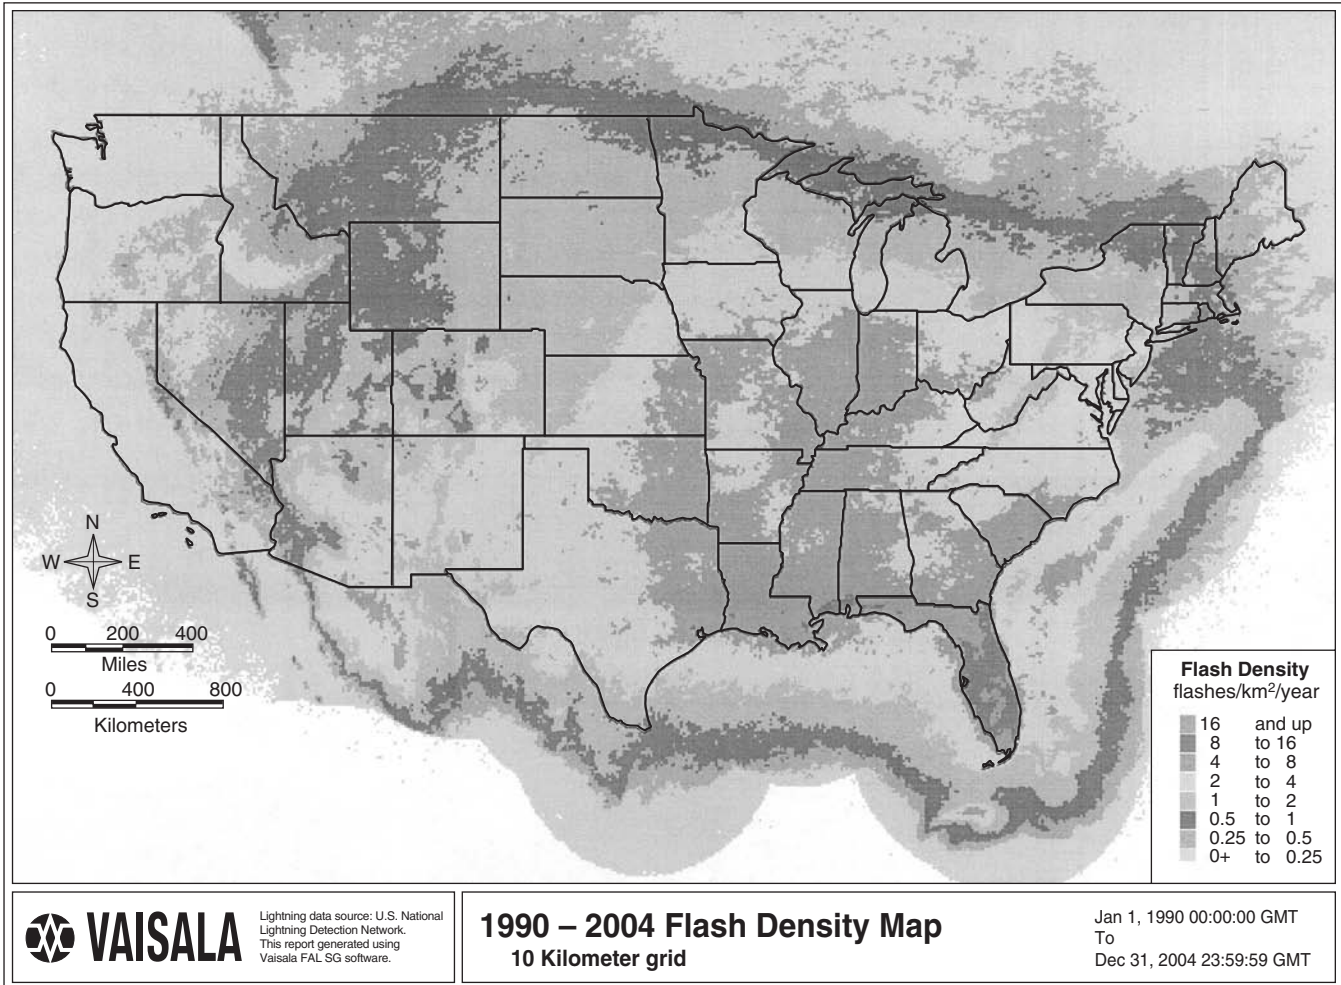 N
W E
S
0 200 400
Miles
0 400 800
Kilometers
Flash Density
flashes/km²/year
16 and up
8 to 16
4 to 8
2 to 4
1 to 2
0.5 to 1
0.25 to 0.5
0+ to 0.25
VAISALA
Lightning data source: U.S. National
Lightning Detection Network.
This report generated using
Vaisala FAL SG software.
1990 – 2004 Flash Density Map
10 Kilometer grid
Jan 1, 1990 00:00:00 GMT
To
Dec 31, 2004 23:59:59 GMT